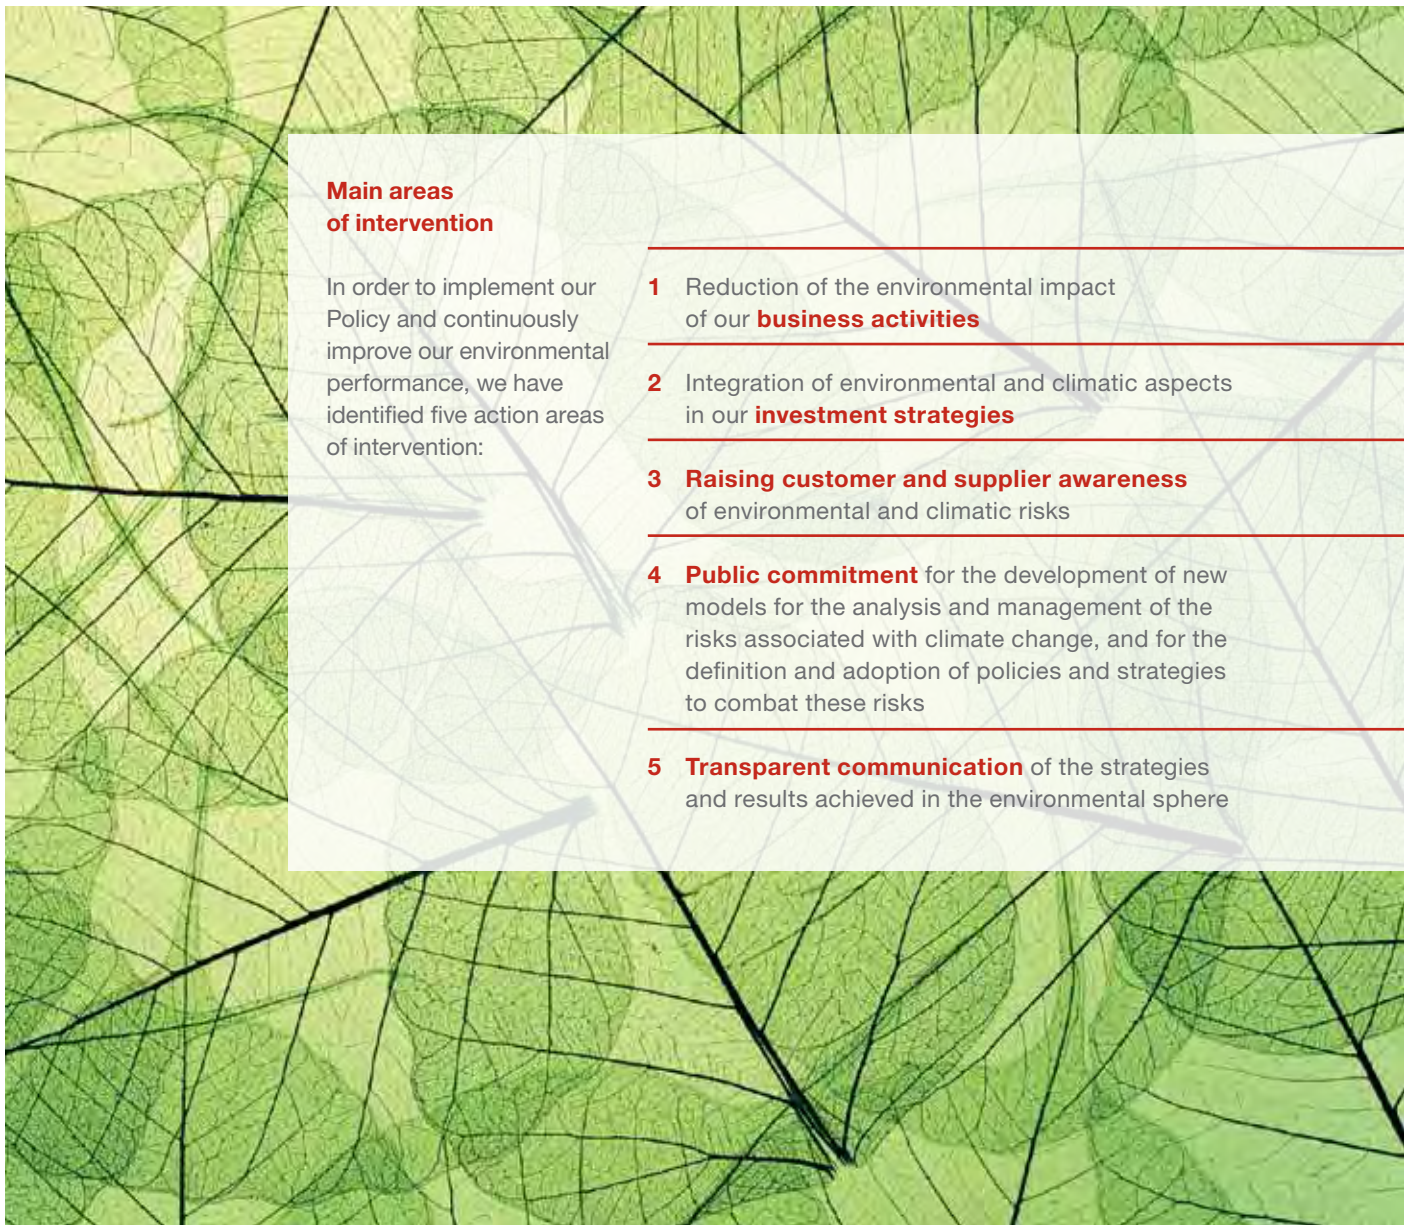 Main areas
of intervention
In order to implement our
Policy and continuously
improve our environmental
performance, we have
identified five action areas
of intervention:
1 Reduction of the environmental impact
of our business activities
2 Integration of environmental and climatic aspects
in our investment strategies
3 Raising customer and supplier awareness
of environmental and climatic risks
4 Public commitment for the development of new
models for the analysis and management of the
risks associated with climate change, and for the
definition and adoption of policies and strategies
to combat these risks
5 Transparent communication of the strategies
and results achieved in the environmental sphere